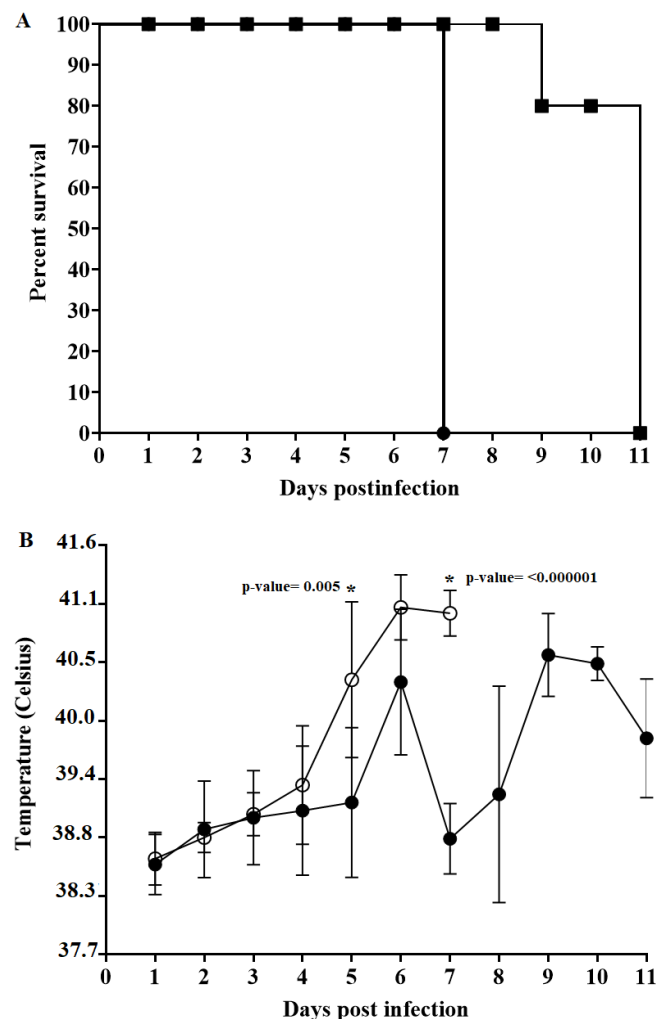 A
100
90
80
70
60
50
40
30
20
10
0
Percent survival
0 1 2 3 4 5 6 7 8 9 10 11
Days postinfection
B
41.6
41.1
40.5
40.0
39.4
38.8
38.3
37.7
Temperature (Celsius)
p-value= 0.005 * * p-value= <0.000001
1 2 3 4 5 6 7 8 9 10 11
Days post infection